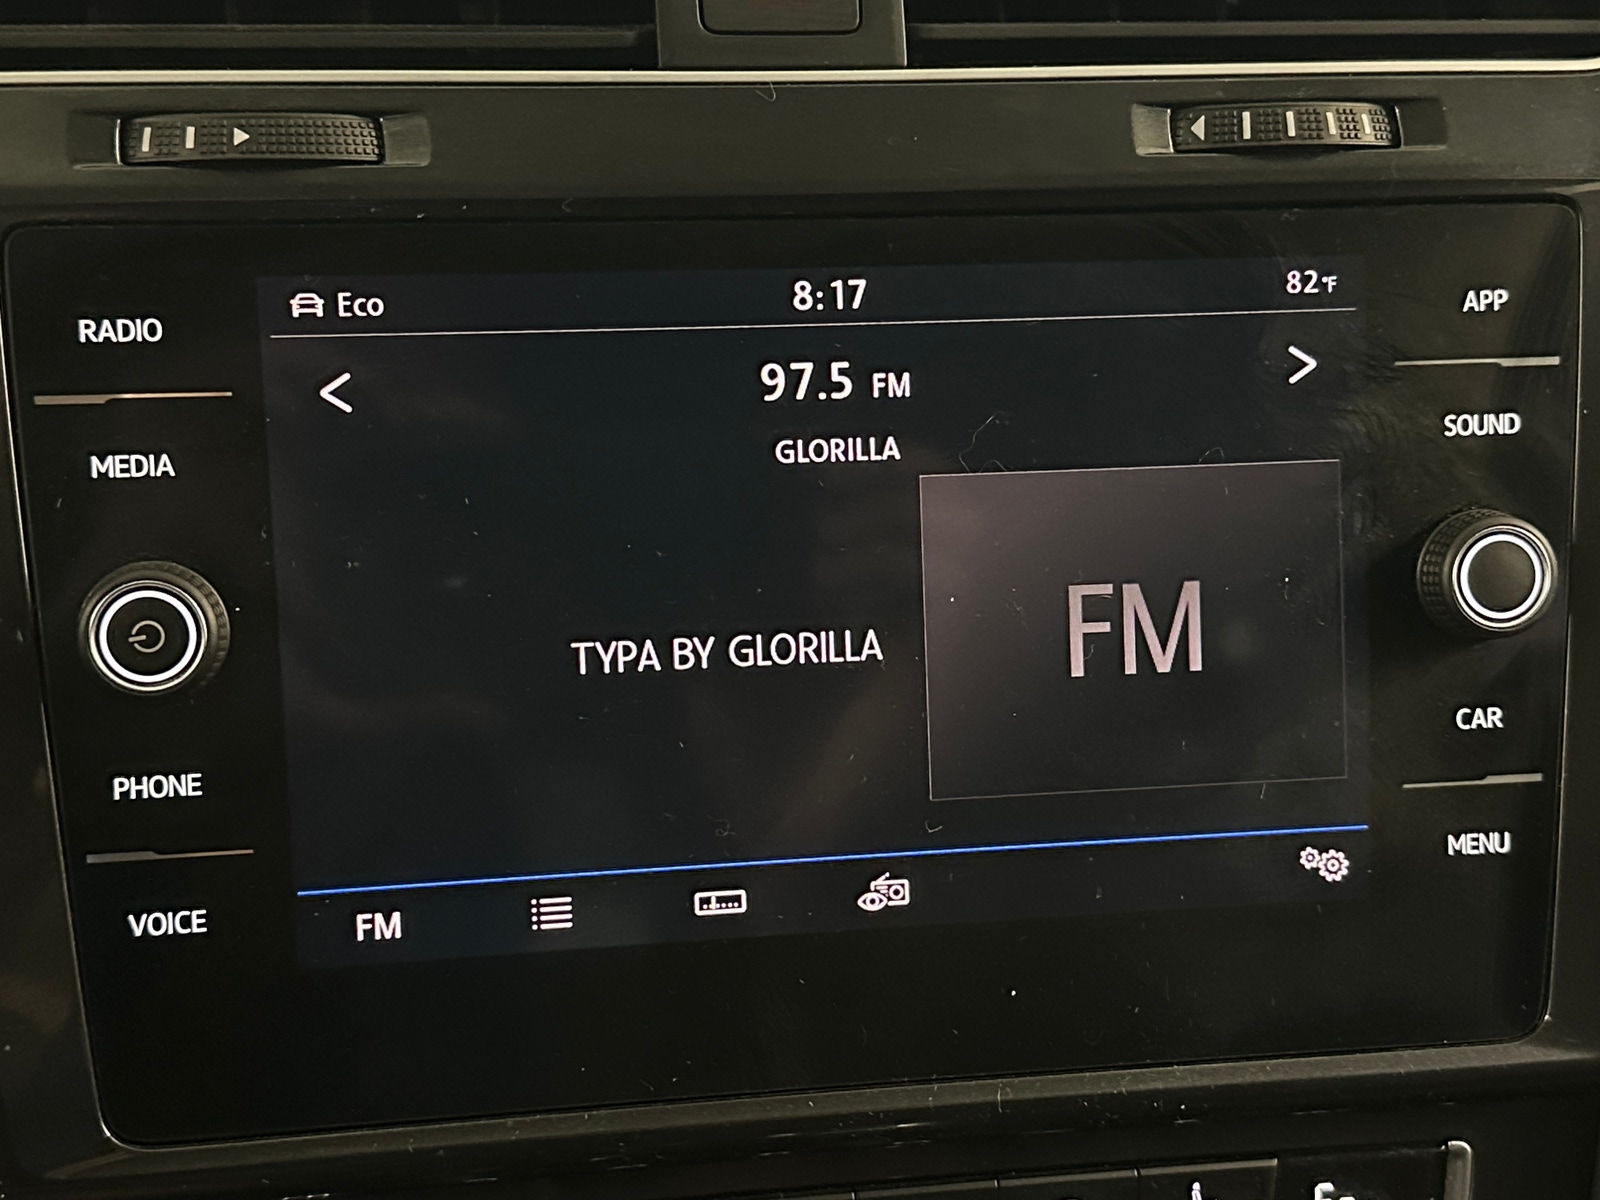 Eco 8:17 82°F
RADIO
APP
97.5 FM
SOUND
GLORILLA
MEDIA
FM
TYPA BY GLORILLA
CAR
PHONE
MENU
VOICE
FM